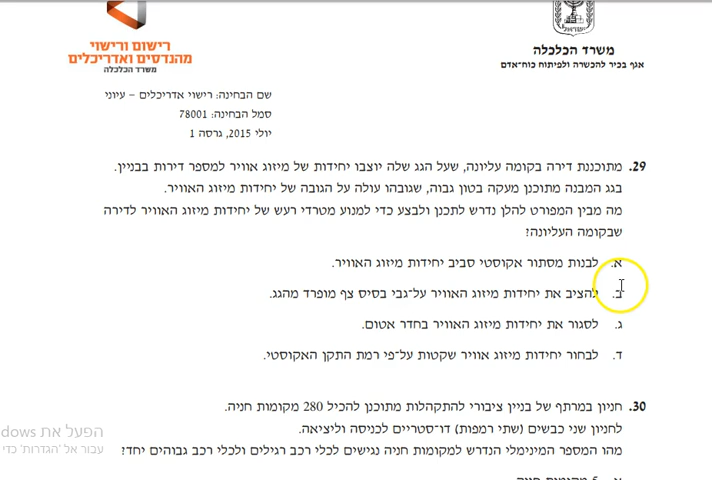 רישום ורישוי
מהנדסים ואדריכלים
משרד הכלכלה
משרד הכלכלה
אגף בכיר להכשרה ולפיתוח כוח־אדם
שם הבחינה: רישוי אדריכלים – עיוני
סמל הבחינה: 78001
יולי 2015, גרסה 1
29. מתוכננת דירה בקומה עליונה, שעל הגג שלה יוצבו יחידות של מיזוג אוויר למספר דירות בבניין.
בגג המבנה מתוכנן מעקה בטון גבוה, שגובהו עולה על הגובה של יחידות מיזוג האוויר.
מה מבין המפורט להלן נדרש לתכנן ולבצע כדי למנוע מטרדי רעש של יחידות מיזוג האוויר לדירה
שבקומה העליונה?
א. לבנות מסתור אקוסטי סביב יחידות מיזוג האוויר.
ב. להציב את יחידות מיזוג האוויר על־גבי בסיס צף מופרד מהגג.
ג. לסגור את יחידות מיזוג האוויר בחדר אטום.
ד. לבחור יחידות מיזוג אוויר שקטות על־פי רמת התקן האקוסטי.
30. חניון במרתף של בניין ציבורי להתקהלות מתוכנן להכיל 280 מקומות חניה.
לחניון שני כבשים (שתי רמפות) דו־סטריים לכניסה וליציאה.
מהו המספר המינימלי הנדרש למקומות חניה נגישים לכלי רכב רגילים ולכלי רכב גבוהים יחד?
הפעל את dows
עבור אל 'הגדרות' כדי